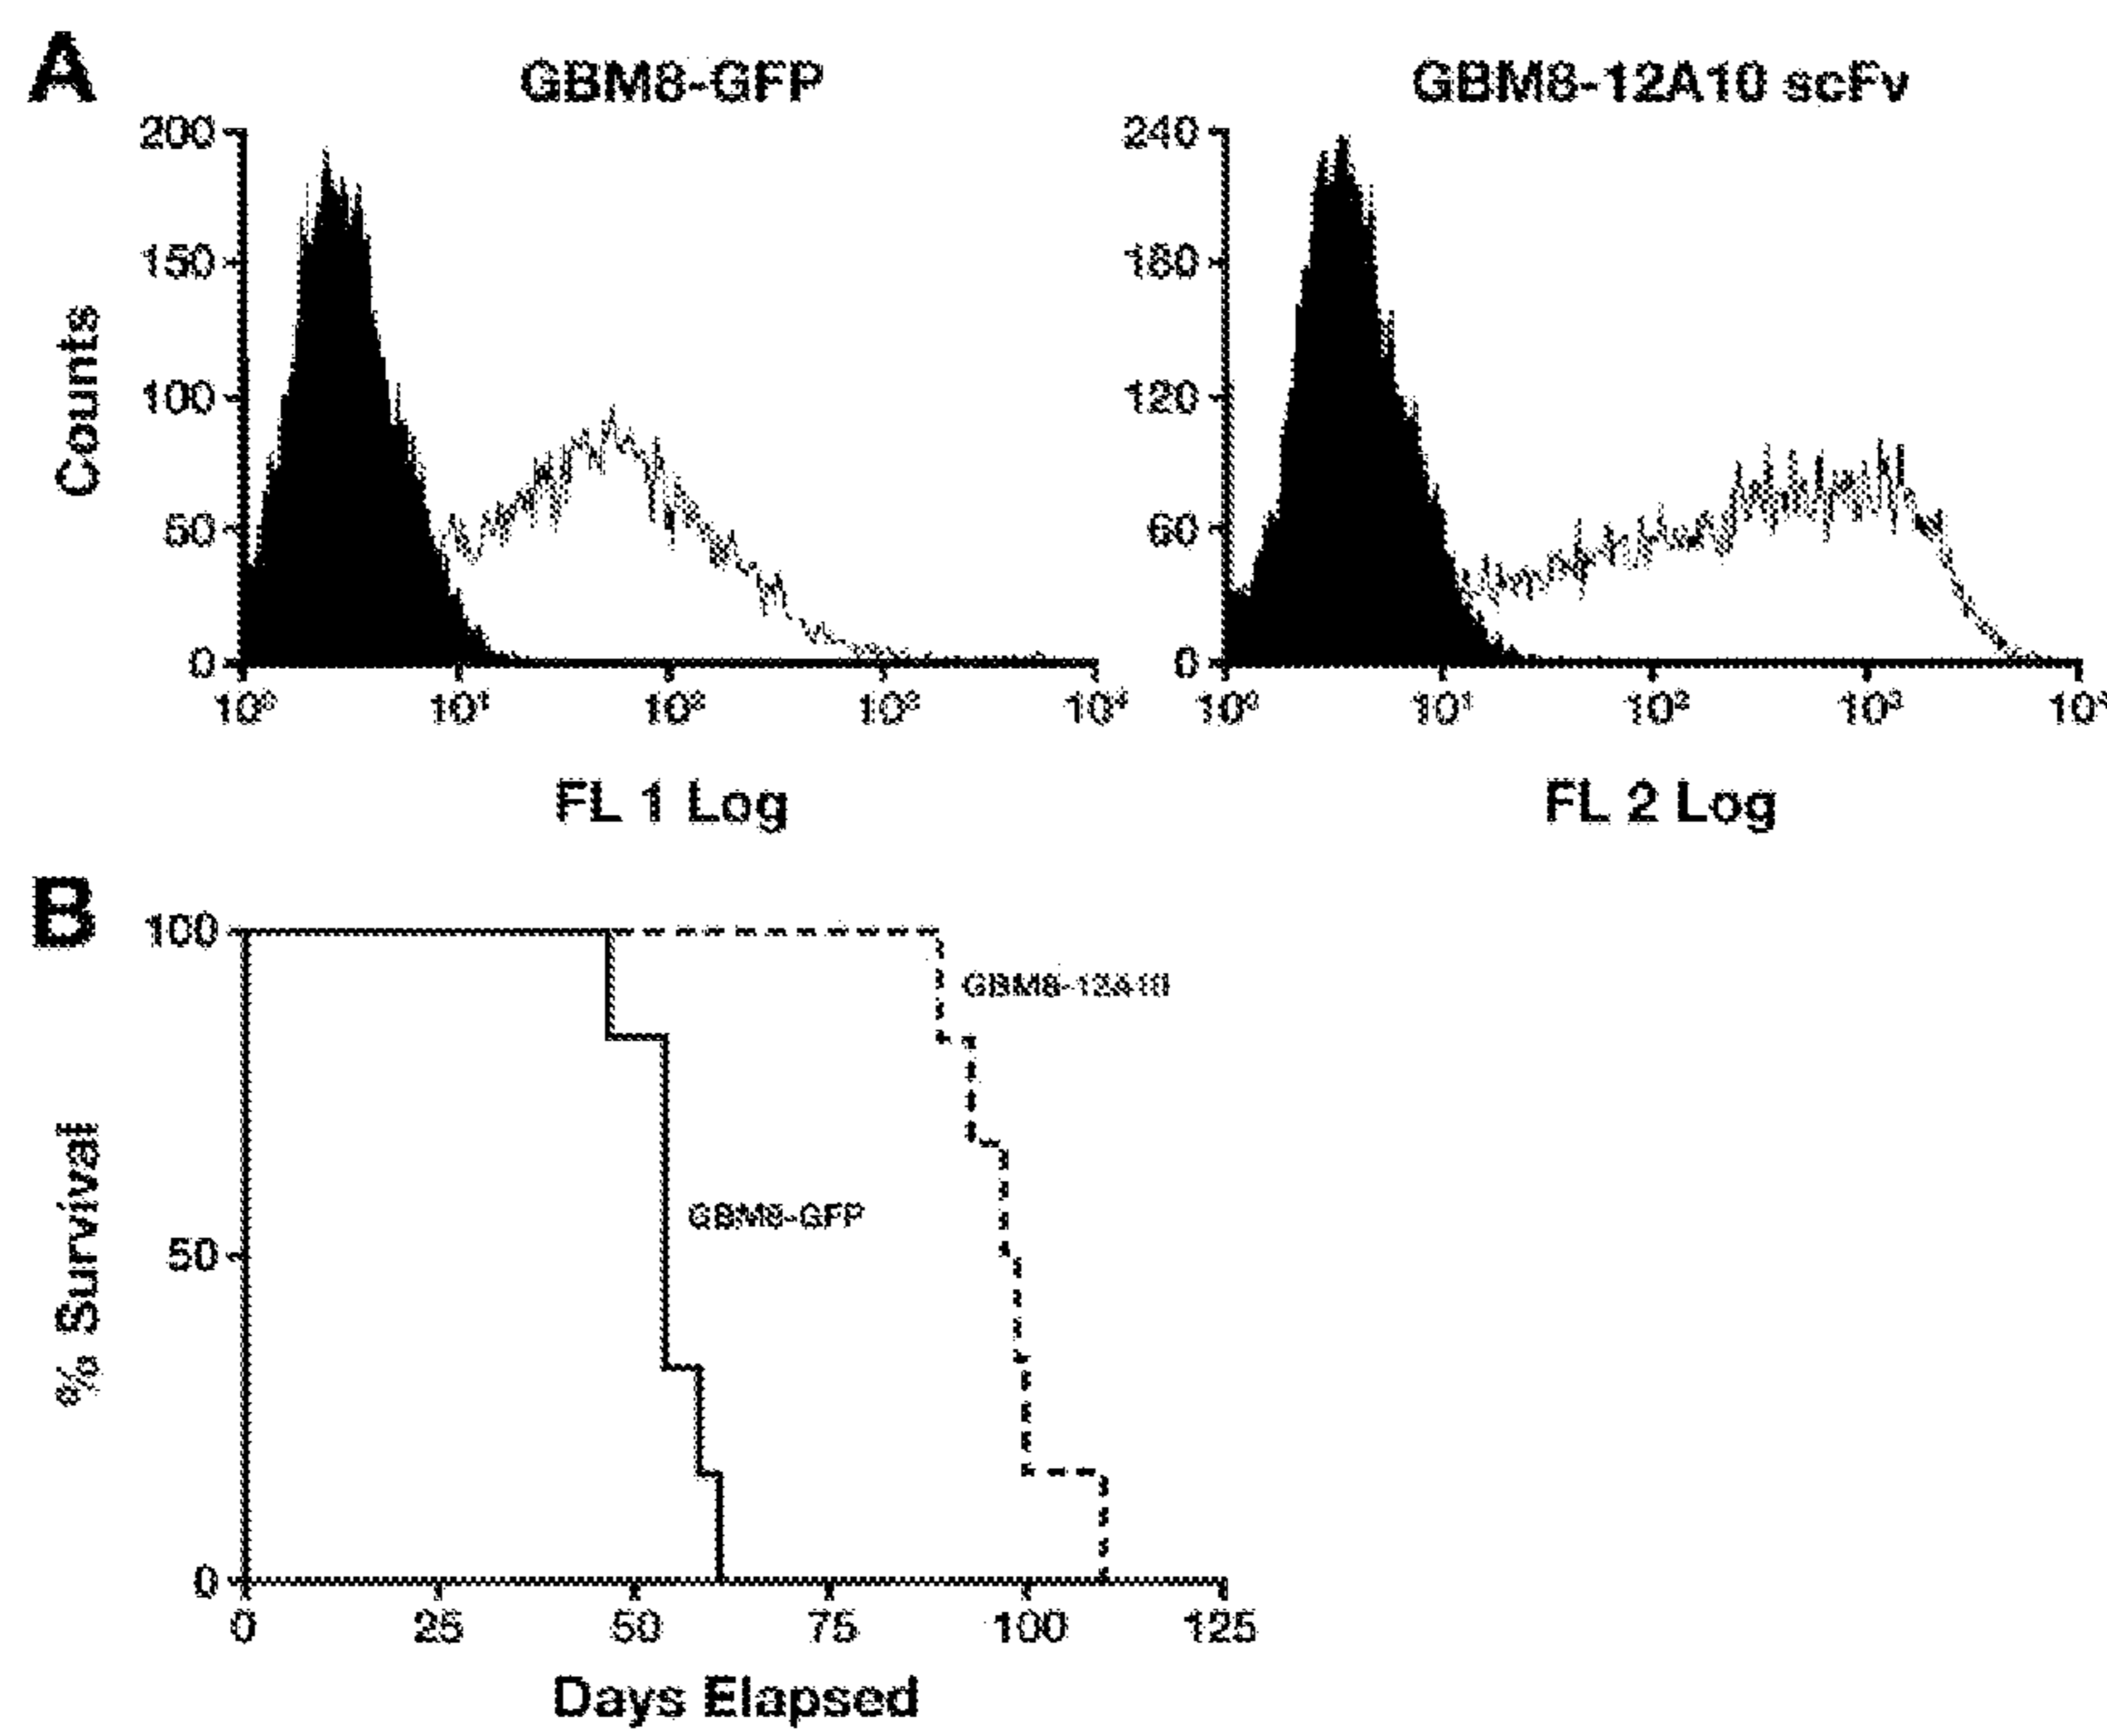 A
GBM8-GFP
GBM8-12A10 scFv
200
150
100
50
0
Counts
10⁰ 10¹ 10² 10³ 10⁴
FL 1 Log
240
180
120
60
0
10⁰ 10¹ 10² 10³
FL 2 Log
B
100
50
0
% Survival
GBM8-12A10
GBM8-GFP
0 25 50 75 100 125
Days Elapsed